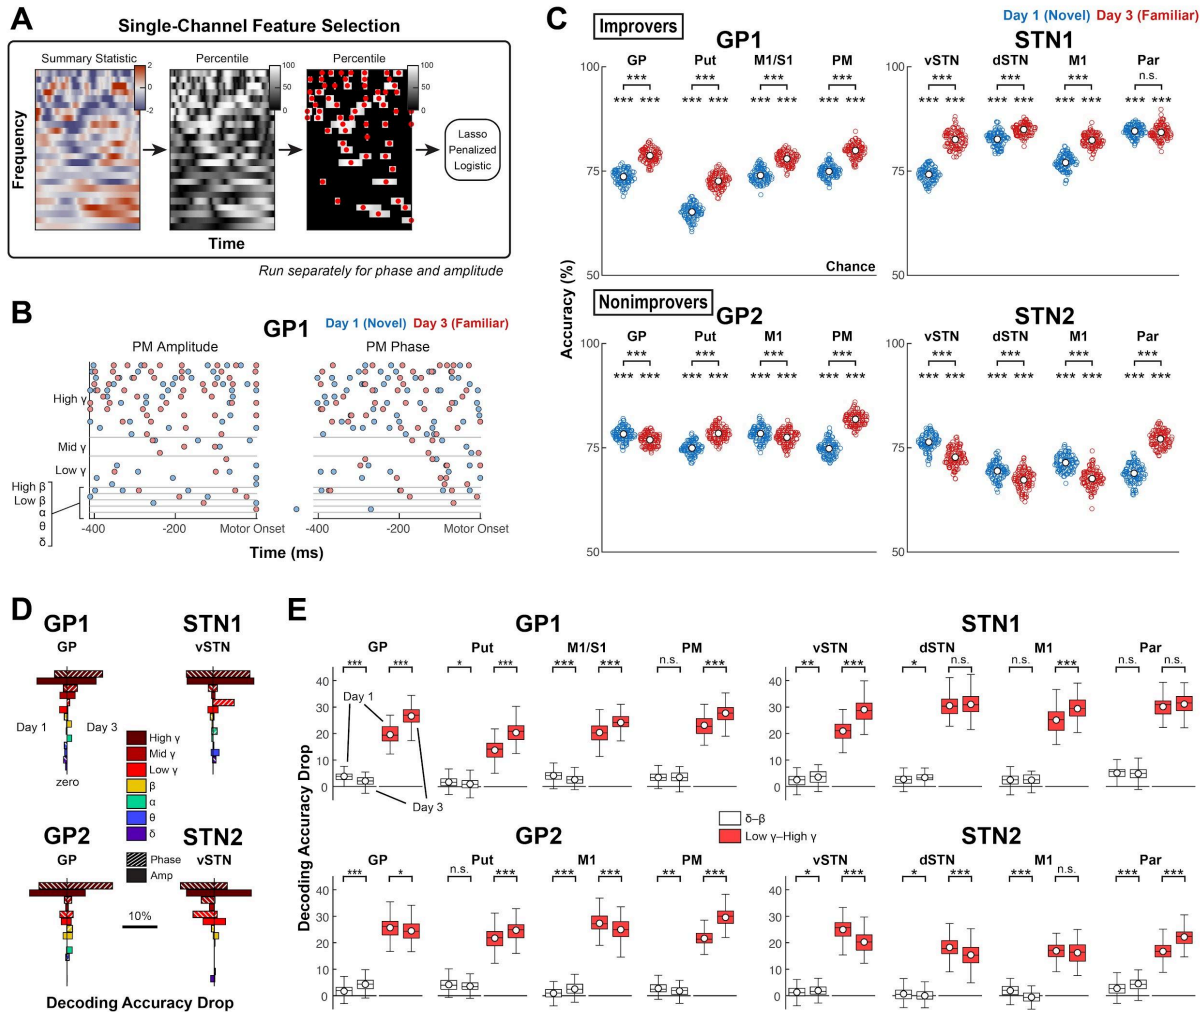 A
Single-Channel Feature Selection
Summary Statistic
Percentile
Percentile
2
0
-2
100
50
0
100
50
0
Frequency
Time
Lasso
Penalized
Logistic
Run separately for phase and amplitude
B
GP1
Day 1 (Novel) Day 3 (Familiar)
PM Amplitude
PM Phase
High γ
Mid γ
Low γ
High β
Low β
α
θ
δ
-400 -200 Motor Onset
-400 -200 Motor Onset
Time (ms)
C
Day 1 (Novel) Day 3 (Familiar)
Improvers
GP1
STN1
GP Put M1/S1 PM
vSTN dSTN M1 Par
*** *** *** ***
*** *** *** n.s.
*** *** *** *** *** *** *** ***
*** *** *** *** *** *** *** ***
100
75
50
100
75
50
Chance
Accuracy (%)
Nonimprovers
GP2
STN2
GP Put M1 PM
vSTN dSTN M1 Par
*** *** *** ***
*** *** *** ***
*** *** *** *** *** *** *** ***
*** *** *** *** *** *** *** ***
100
75
50
100
75
50
D
GP1
STN1
GP
vSTN
Day 1
Day 3
zero
High γ
Mid γ
Low γ
β
α
θ
δ
Phase
Amp
GP2
STN2
GP
vSTN
10%
Decoding Accuracy Drop
E
GP1
STN1
GP Put M1/S1 PM
vSTN dSTN M1 Par
*** *** * *** *** *** n.s. ***
** *** * n.s. n.s. *** n.s. n.s.
40
30
20
10
0
40
30
20
10
0
Day 1
Day 3
δ–β
Low γ–High γ
Decoding Accuracy Drop
GP2
STN2
GP Put M1 PM
vSTN dSTN M1 Par
*** * n.s. *** *** *** ** ***
* *** * *** *** n.s. *** ***
40
30
20
10
0
40
30
20
10
0